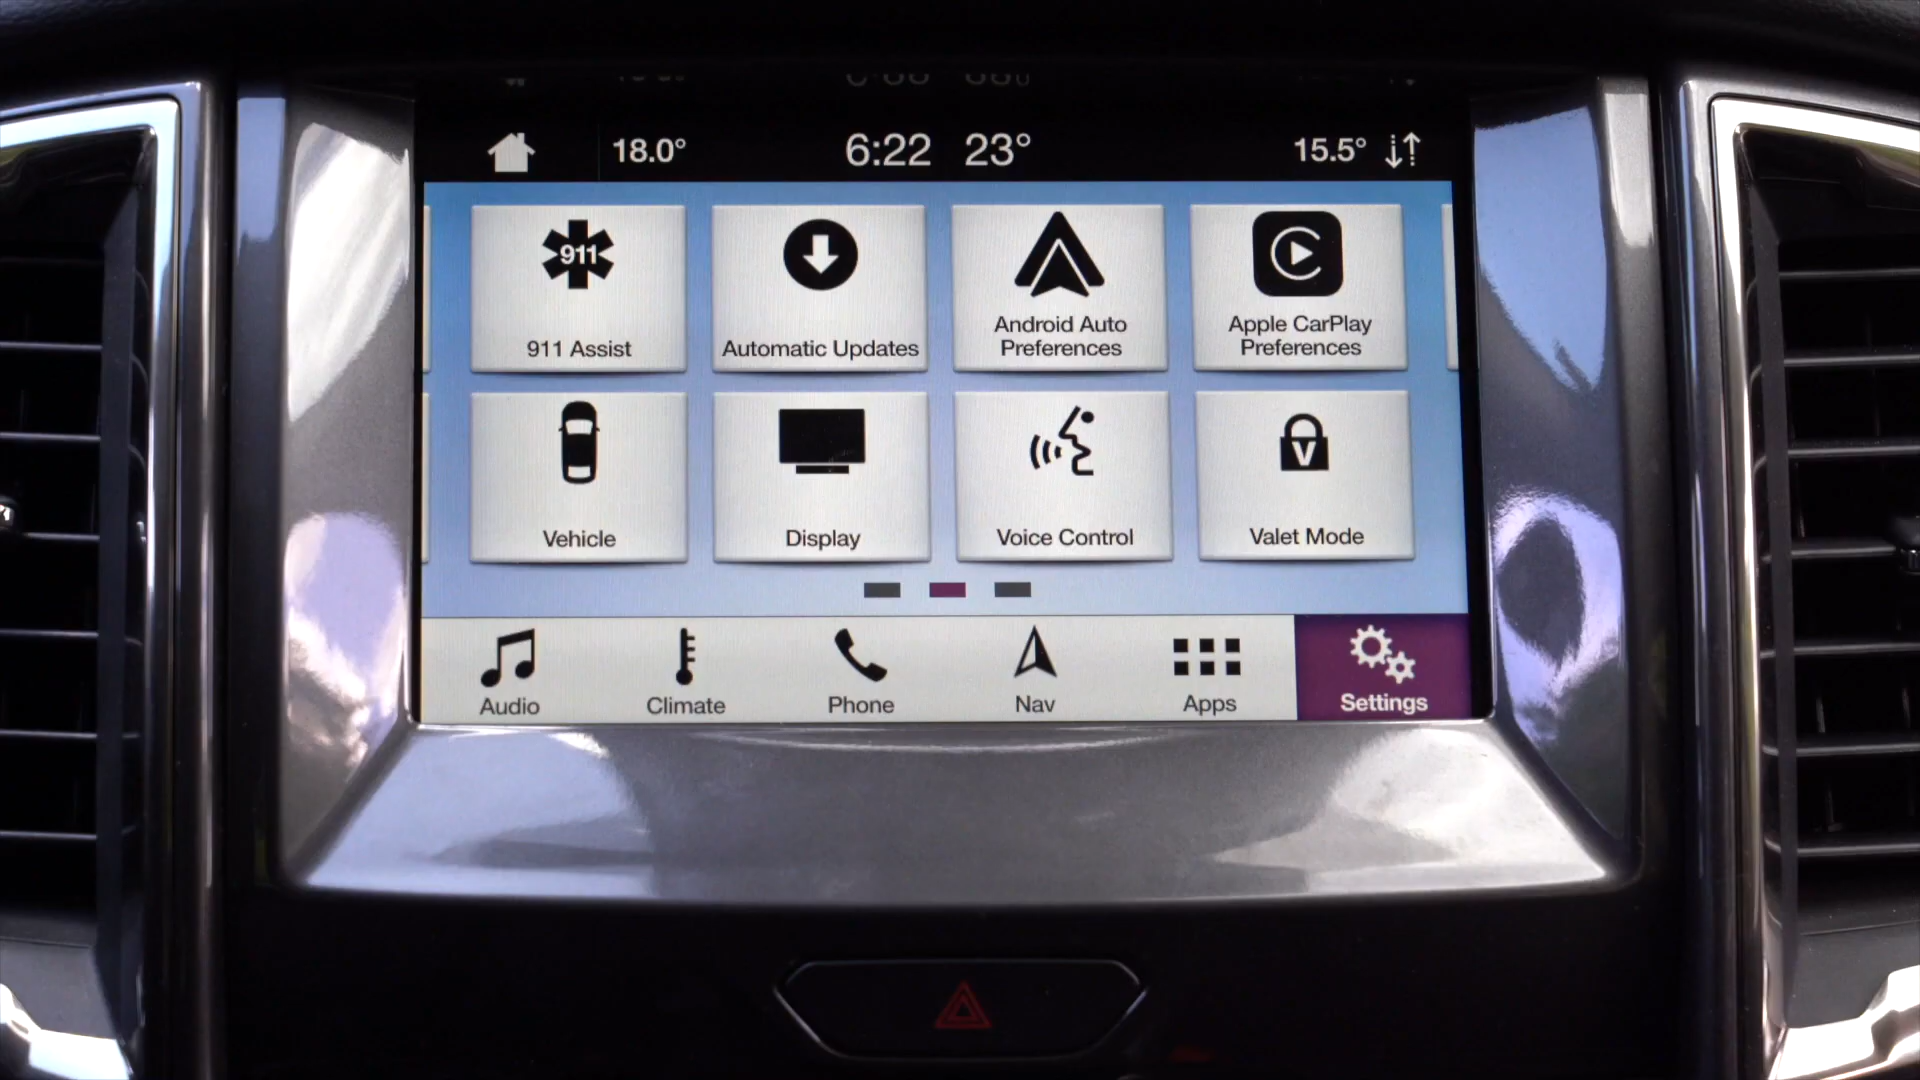 18.0° 6:22 23° 15.5°
911
911 Assist
Automatic Updates
Android Auto
Preferences
Apple CarPlay
Preferences
Vehicle
Display
Voice Control
V
Valet Mode
Audio
Climate
Phone
Nav
Apps
Settings